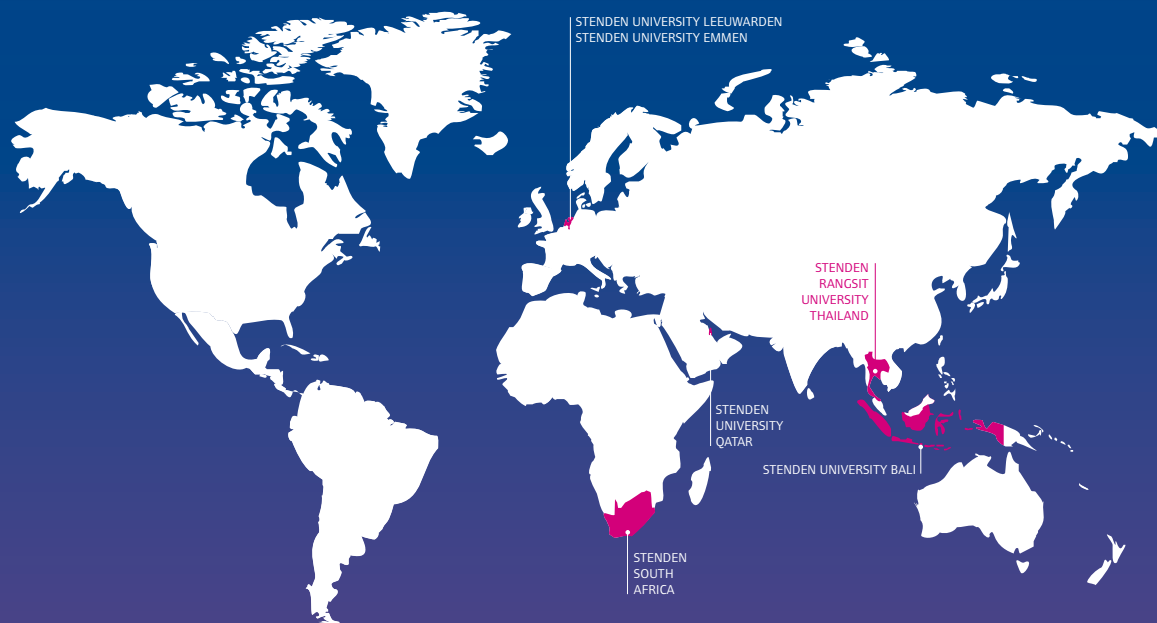 STENDEN UNIVERSITY LEEUWARDEN
STENDEN UNIVERSITY EMMEN
STENDEN
RANGSIT
UNIVERSITY
THAILAND
STENDEN
UNIVERSITY
QATAR
STENDEN UNIVERSITY BALI
STENDEN
SOUTH
AFRICA